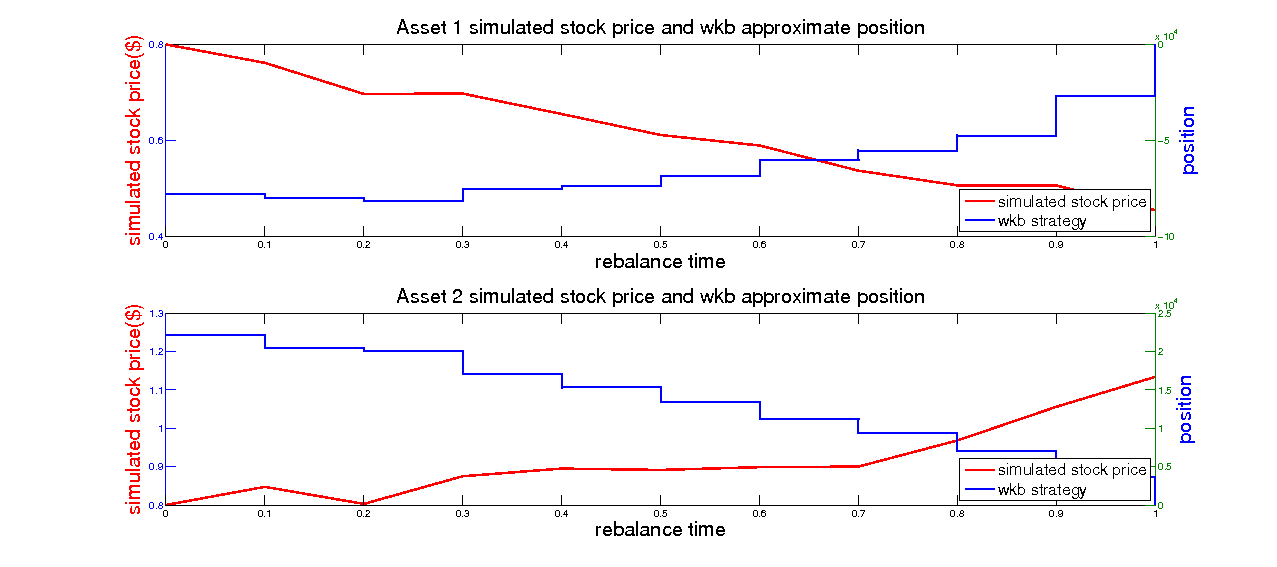 Asset 1 simulated stock price and wkb approximate position
x 10^4
simulated stock price($)
0.8
0.6
0.4
0
-5
-10
position
simulated stock price
wkb strategy
0 0.1 0.2 0.3 0.4 0.5 0.6 0.7 0.8 0.9 1
rebalance time
Asset 2 simulated stock price and wkb approximate position
x 10^4
simulated stock price($)
1.3
1.2
1.1
1
0.9
0.8
2.5
2
1.5
1
0.5
0
position
simulated stock price
wkb strategy
0 0.1 0.2 0.3 0.4 0.5 0.6 0.7 0.8 0.9 1
rebalance time